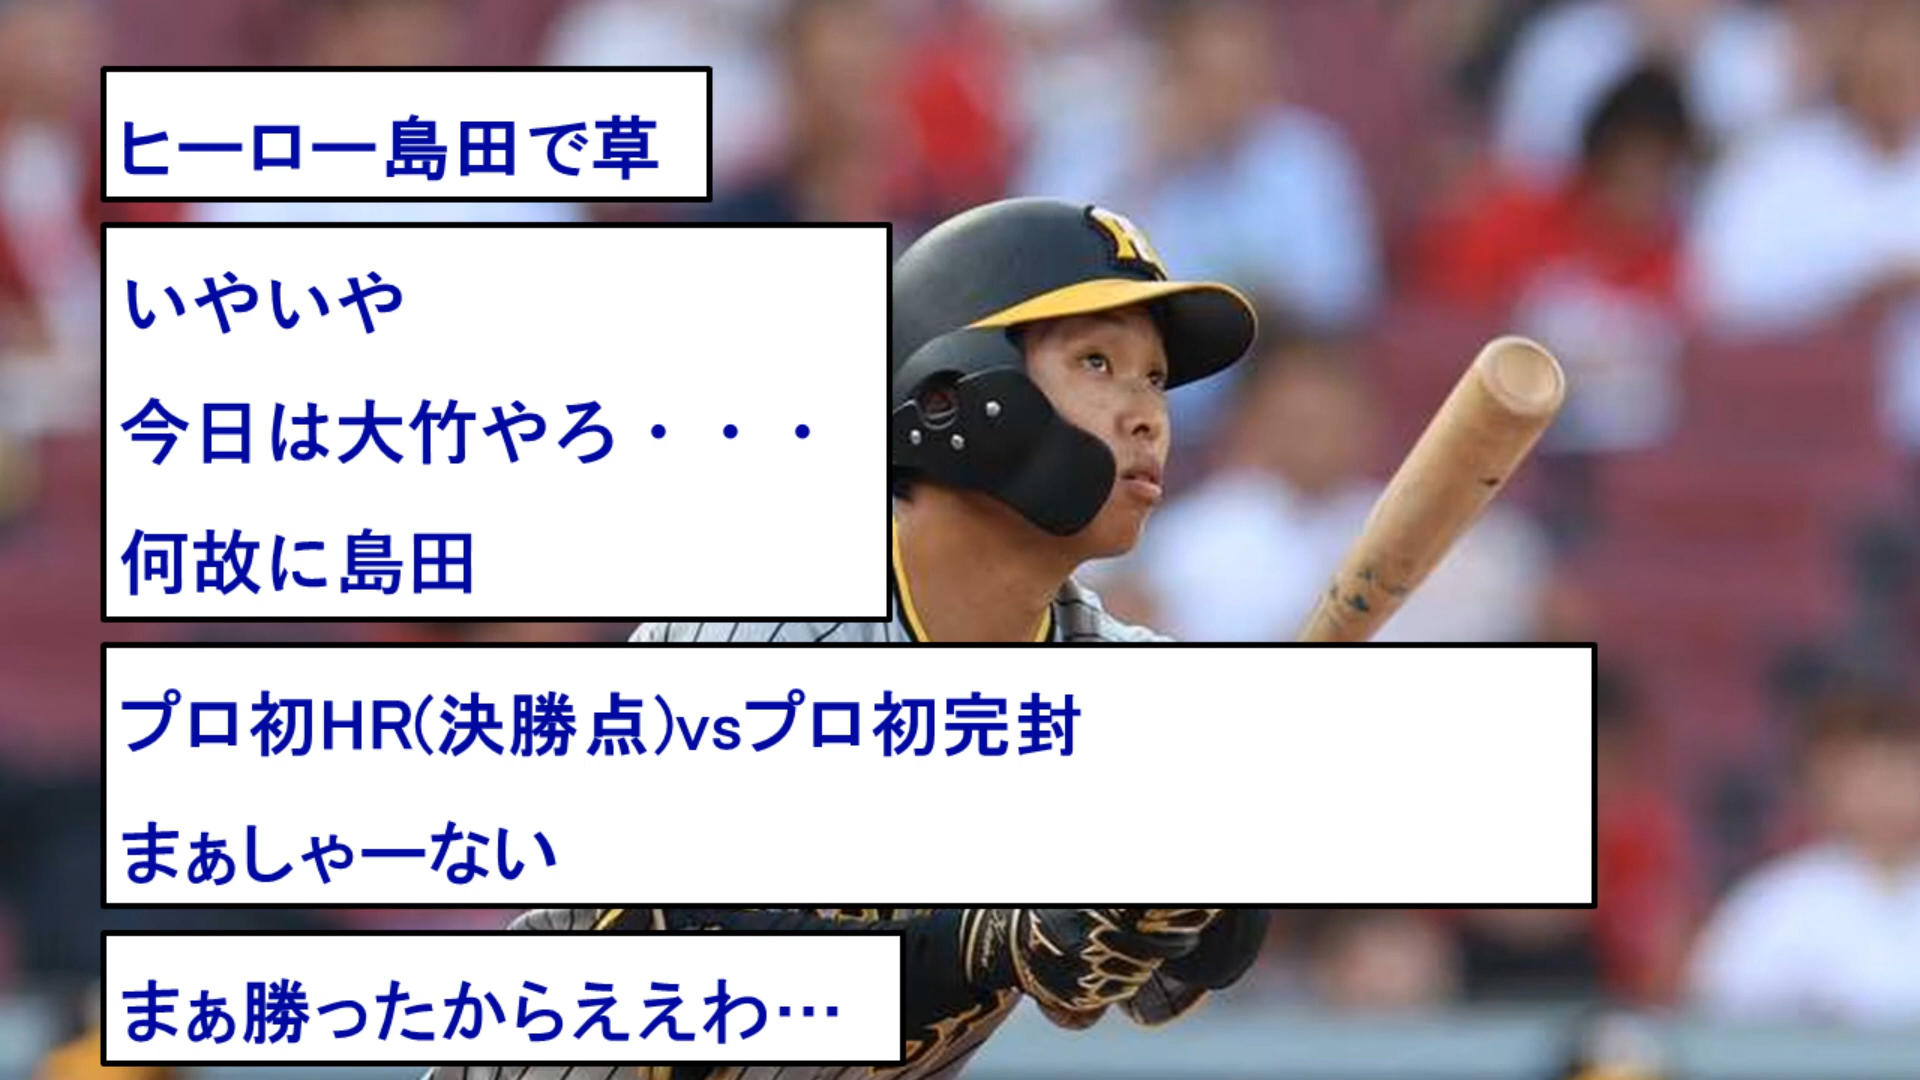 ヒーロー島田で草
いやいや
今日は大竹やろ・・・
何故に島田
プロ初HR(決勝点)vsプロ初完封
まぁしゃーない
まぁ勝ったからええわ…